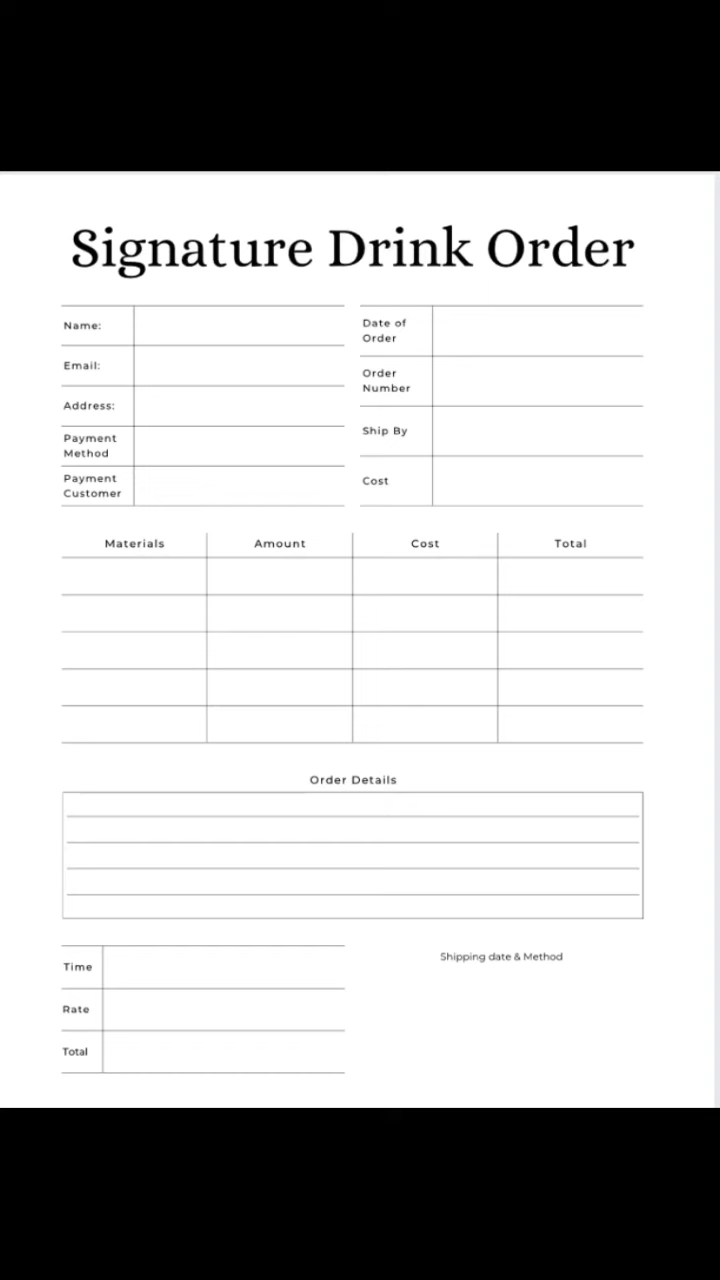 Signature Drink Order
Name:
Email:
Address:
Payment
Method
Payment
Customer
Date of
Order
Order
Number
Ship By
Cost
Materials Amount Cost Total
Order Details
Time
Rate
Total
Shipping date & Method